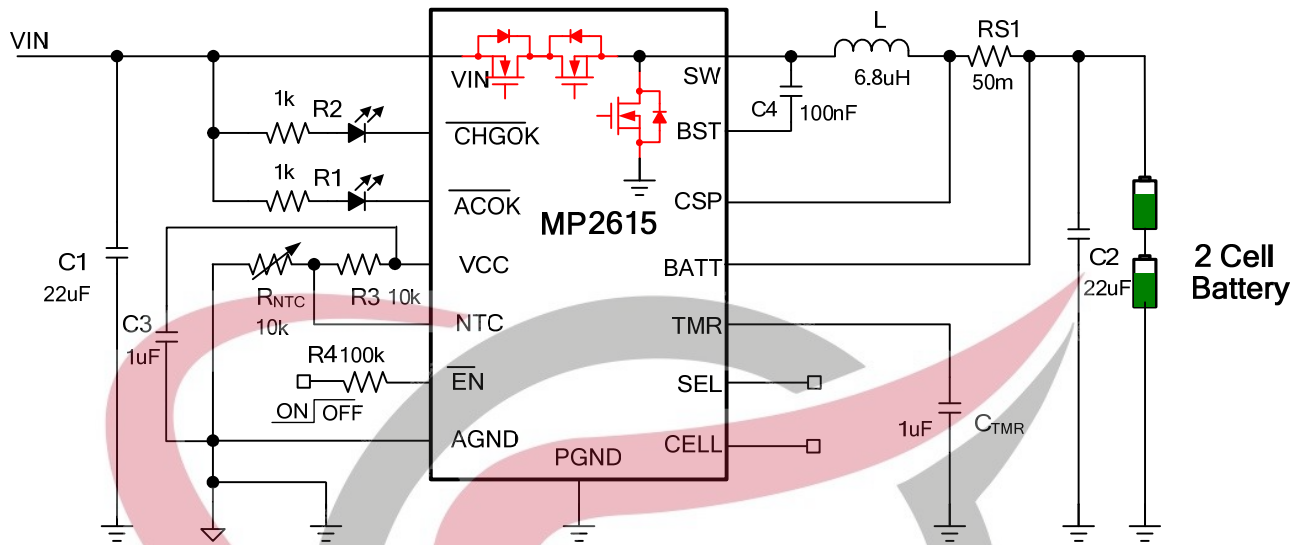 VIN
L
RS1
6.8uH
50m
VIN
SW
C4
100nF
1k
R2
CHGOK
BST
1k
R1
ACOK
CSP
MP2615
C1
22uF
VCC
BATT
C2
22uF
2 Cell
Battery
RNTC
10k
R3 10k
C3
1uF
NTC
TMR
R4100k
EN
SEL
ON OFF
1uF
CTMR
AGND
CELL
PGND